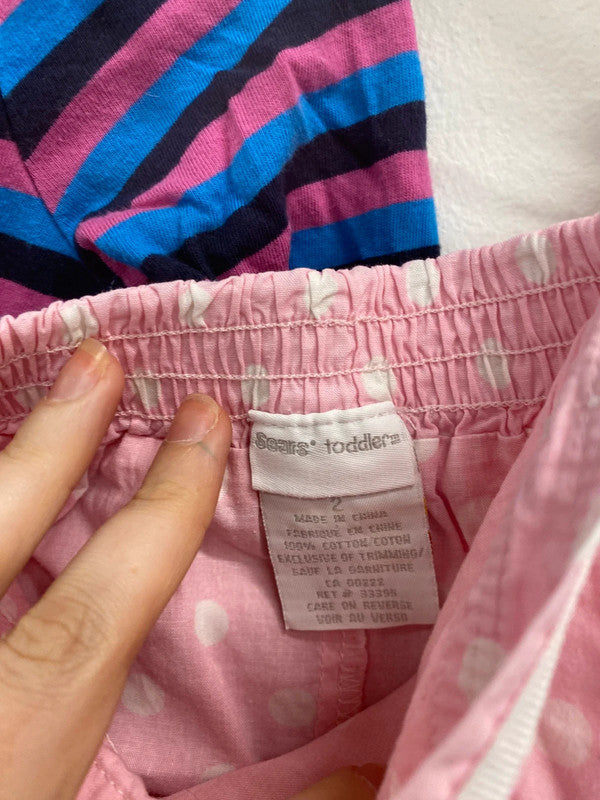 Sears® toddler™
2
MADE IN CHINA
FABRIQUE EN CHINE
100% COTTON/COTON
EXCLUSIVE OF TRIMMING/
SAUF LA GARNITURE
CA 00222
RET # 33395
CARE ON REVERSE
VOIR AU VERSO